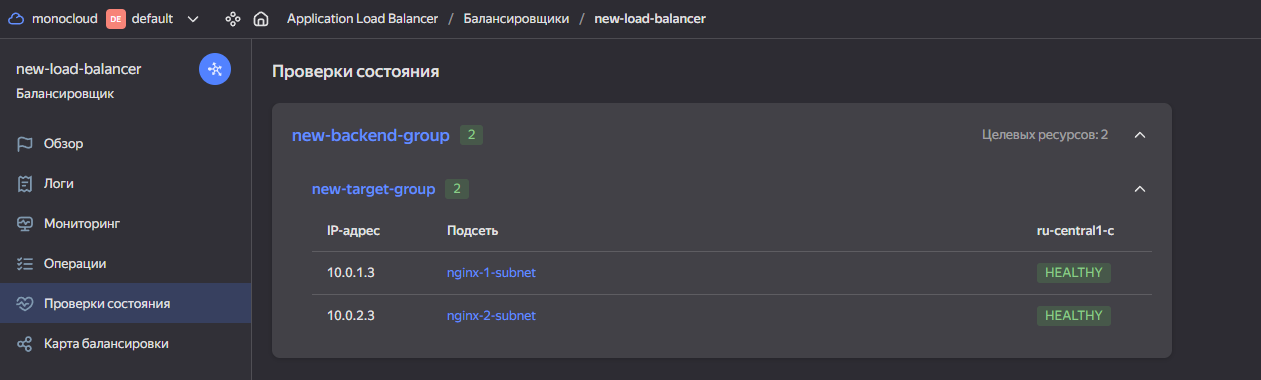 monocloud DE default Application Load Balancer / Балансировщики / new-load-balancer
new-load-balancer
Балансировщик
Обзор
Логи
Мониторинг
Операции
Проверки состояния
Карта балансировки
Проверки состояния
new-backend-group 2 Целевых ресурсов: 2
new-target-group 2
IP-адрес Подсеть ru-central1-c
10.0.1.3 nginx-1-subnet HEALTHY
10.0.2.3 nginx-2-subnet HEALTHY